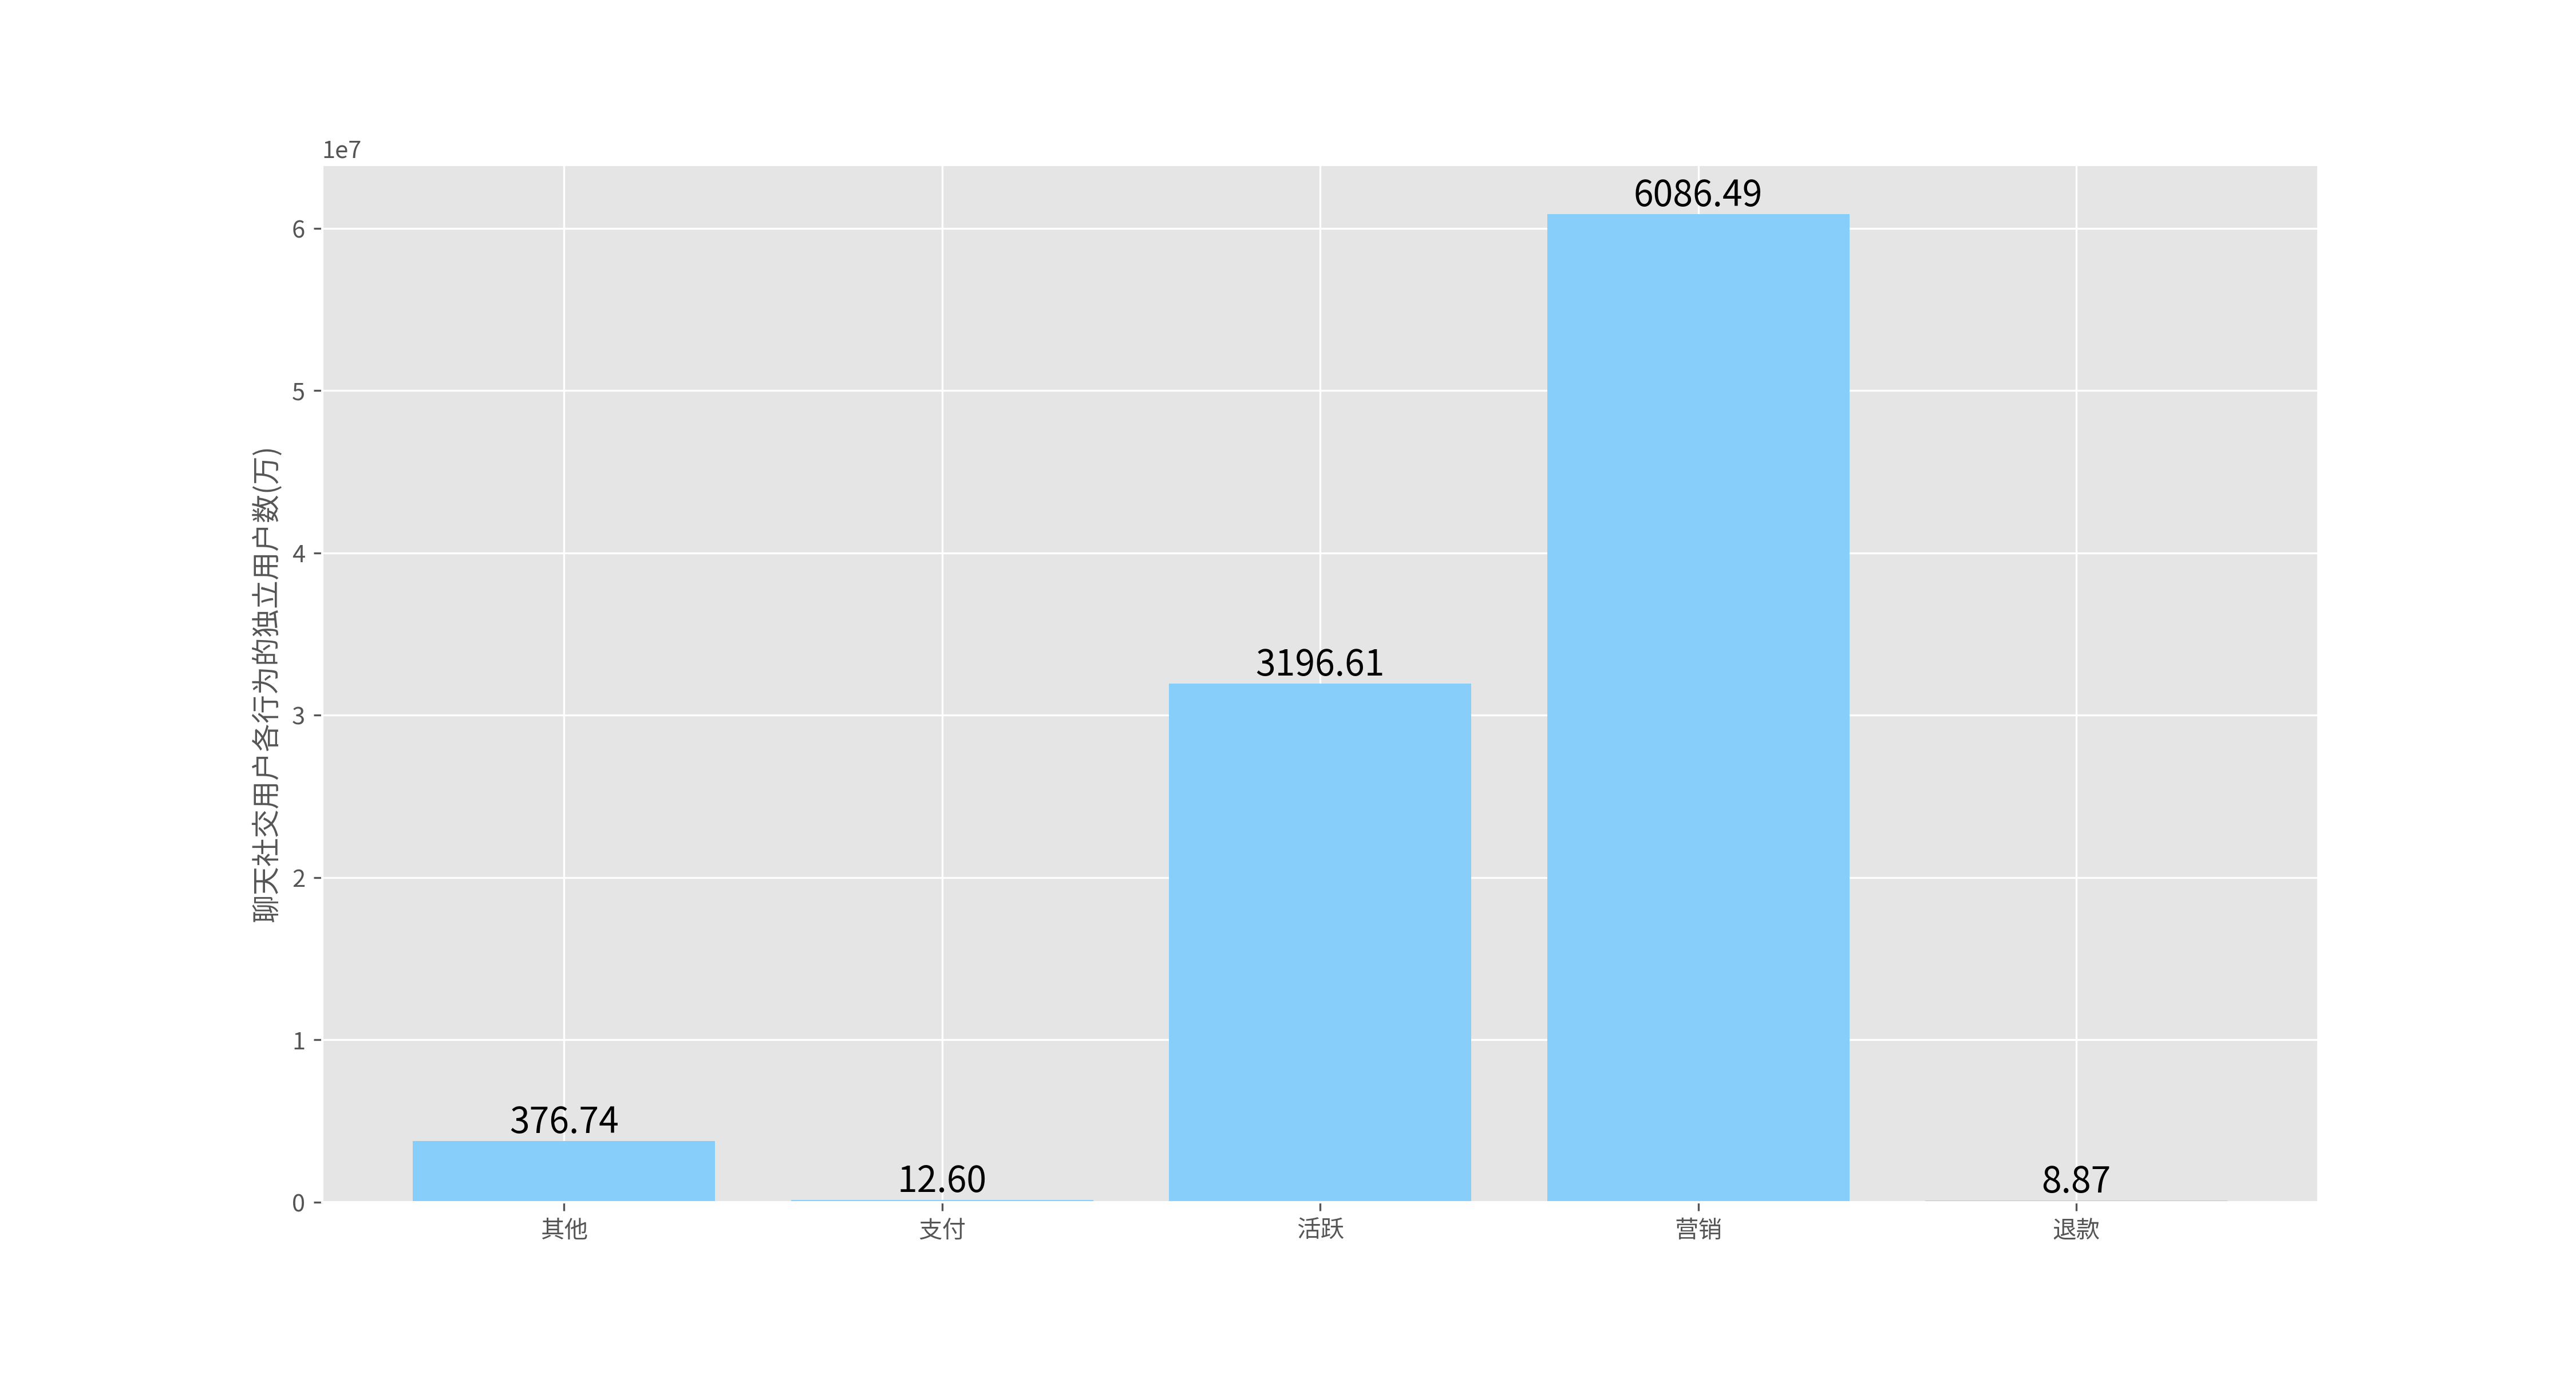 1e7
聊天社交用户各行为的独立用户数(万)
6
5
4
3
2
1
0
376.74
12.60
3196.61
6086.49
8.87
其他
支付
活跃
营销
退款